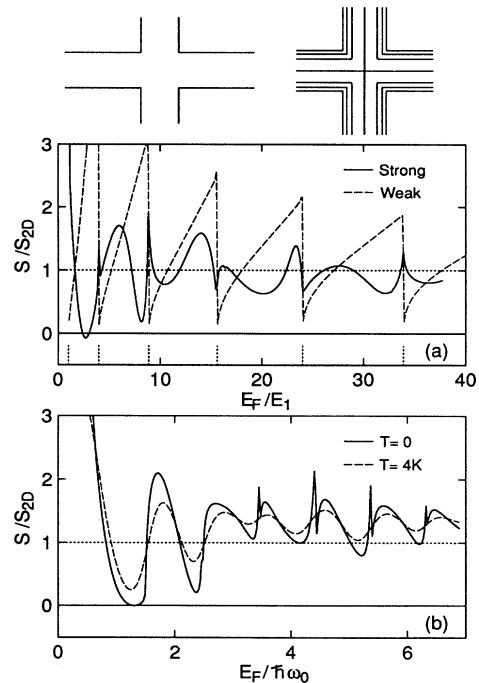 3
2
1
0
S/S2D
Strong
Weak
(a)
0 10 20 30 40
EF/E1
3
2
1
0
S/S2D
T= 0
T= 4K
(b)
0 2 4 6
EF/ħω0